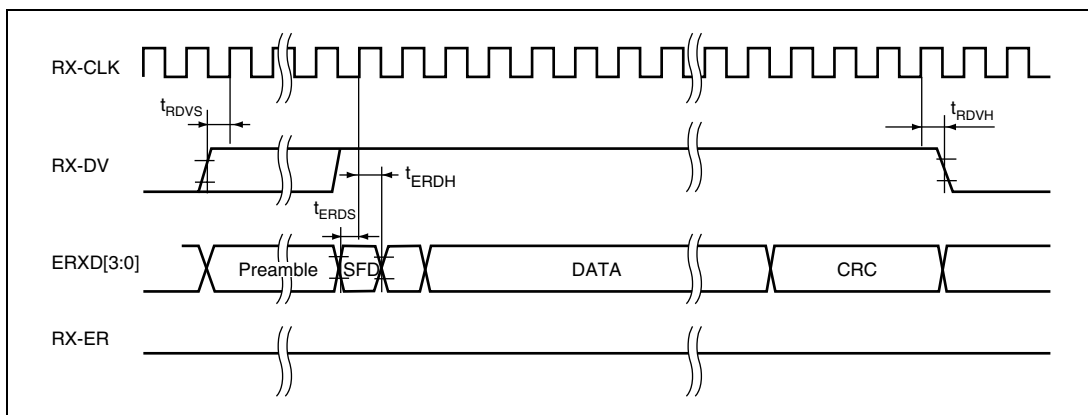 RX-CLK
tRDVS
tRDVH
RX-DV
tERDH
tERDS
ERXD[3:0]
Preamble
SFD
DATA
CRC
RX-ER